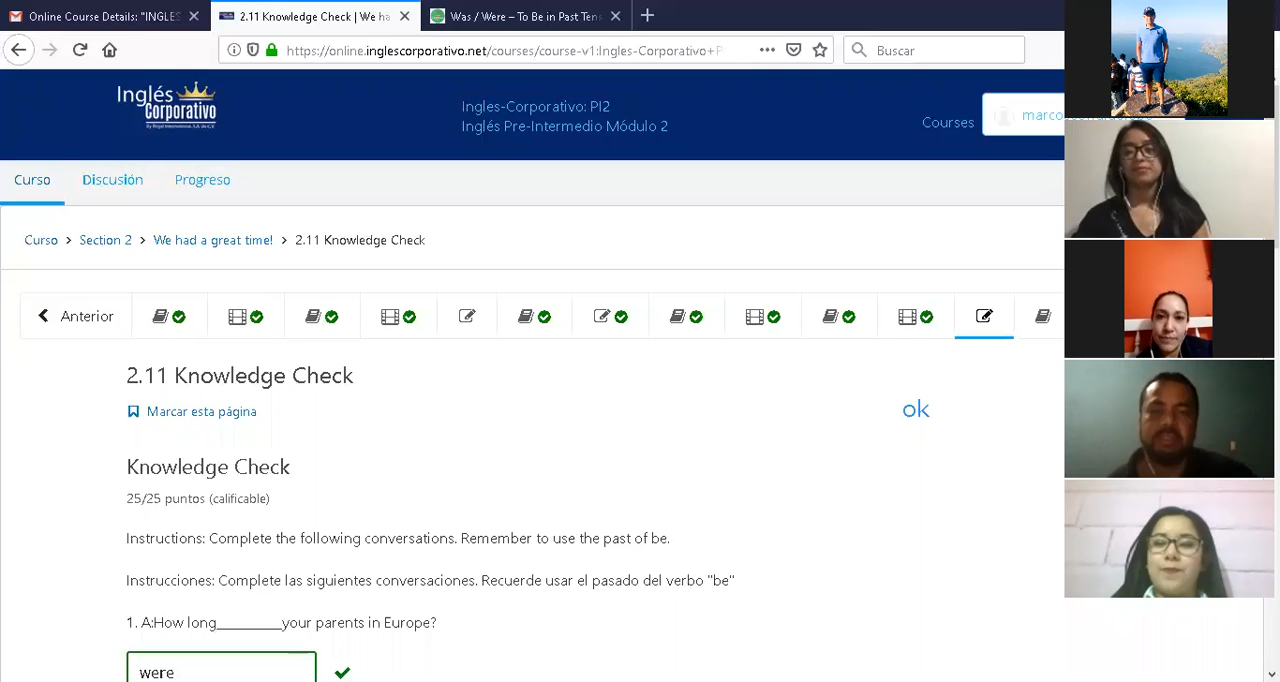 Online Course Details: "INGLES
2.11 Knowledge Check | We ha
Was / Were – To Be in Past Tens
https://online.inglescorporativo.net/courses/course-v1:Ingles-Corporativo+P
Buscar
Inglés
Corporativo
Ingles-Corporativo: PI2
Inglés Pre-Intermedio Módulo 2
Courses
marco
Curso
Discusión
Progreso
Curso > Section 2 > We had a great time! > 2.11 Knowledge Check
Anterior
2.11 Knowledge Check
Marcar esta página
ok
Knowledge Check
25/25 puntos (calificable)
Instructions: Complete the following conversations. Remember to use the past of be.
Instrucciones: Complete las siguientes conversaciones. Recuerde usar el pasado del verbo "be"
1. A:How long_________your parents in Europe?
were